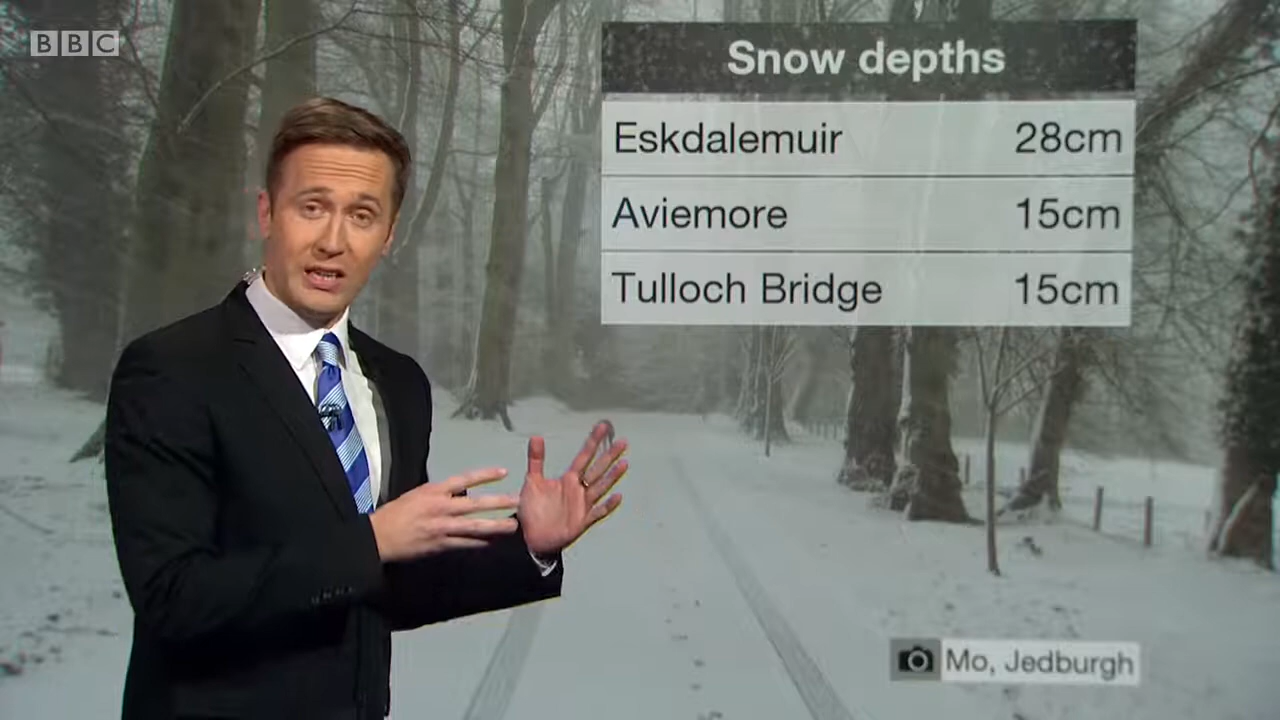 BBC
Snow depths
Eskdalemuir 28cm
Aviemore 15cm
Tulloch Bridge 15cm
Mo, Jedburgh